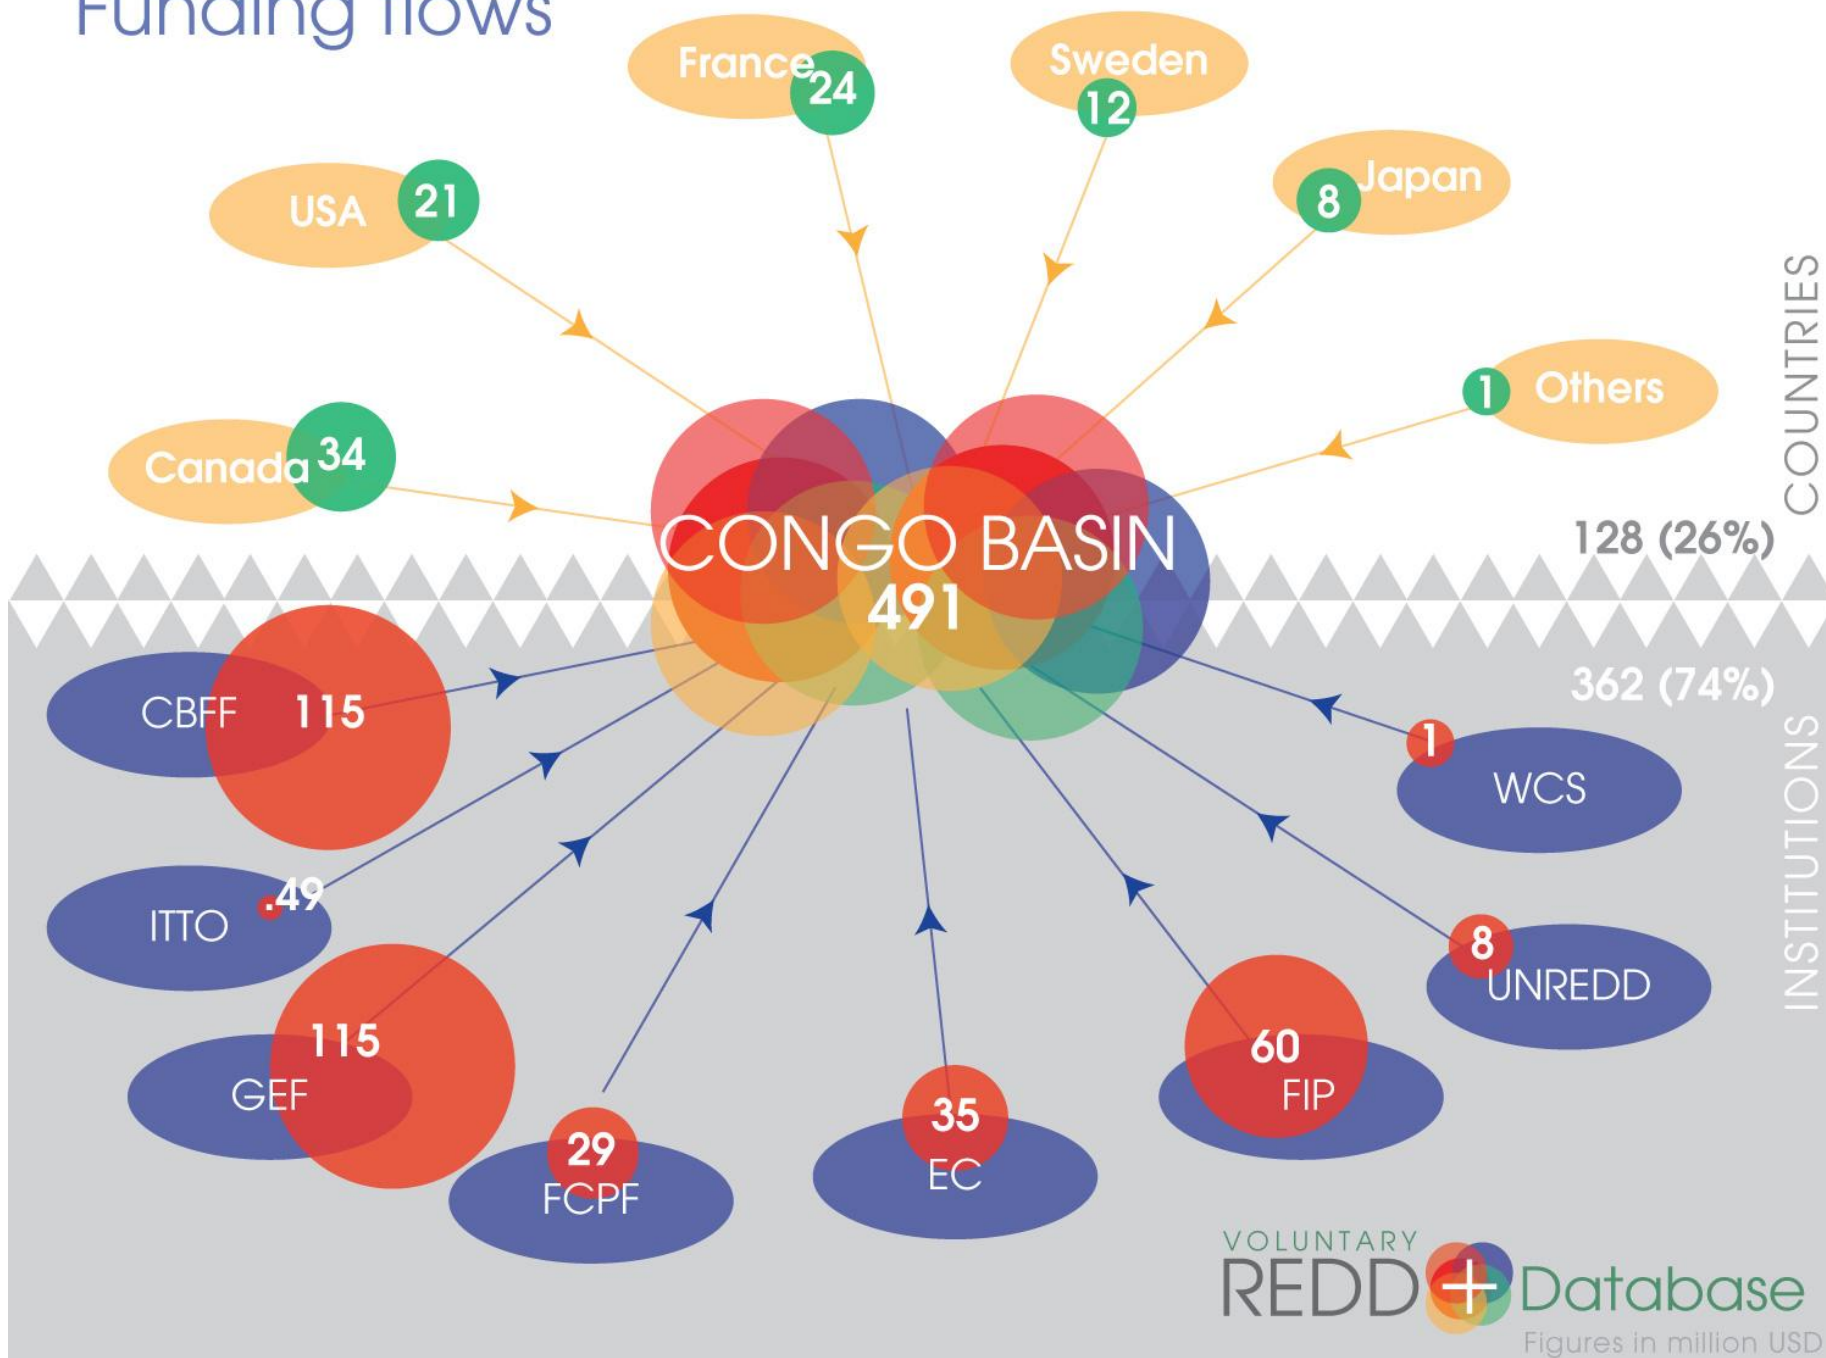 Funding flows
France
24
Sweden
12
USA
21
8
Japan
Canada
34
1
Others
COUNTRIES
CONGO BASIN
491
128 (26%)
362 (74%)
INSTITUTIONS
CBFF
115
1
WCS
ITTO
.49
8
UNREDD
115
GEF
60
FIP
29
FCPF
35
EC
VOLUNTARY
REDD+Database
Figures in million USD